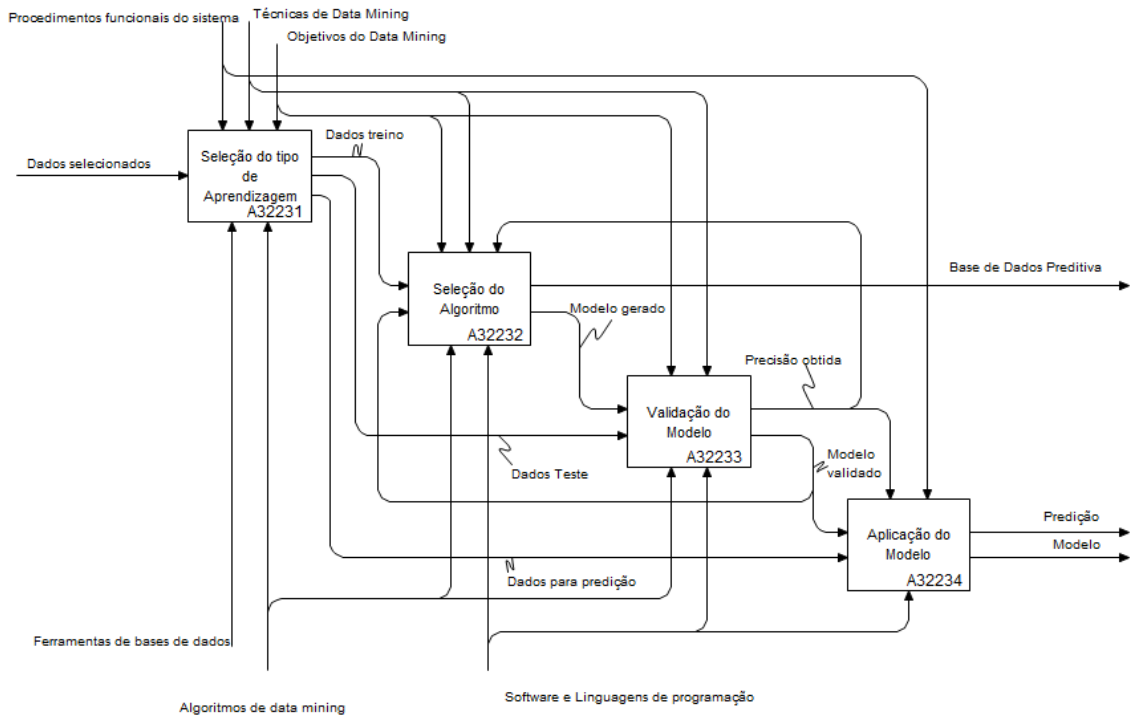 Procedimentos funcionais do sistema
Técnicas de Data Mining
Objetivos do Data Mining
Dados treino
Dados selecionados
Seleção do tipo
de
Aprendizagem
A32231
Seleção do
Algoritmo
A32232
Base de Dados Preditiva
Modelo gerado
Precisão obtida
Validação do
Modelo
A32233
Dados Teste
Modelo
validado
Aplicação do
Modelo
A32234
Predição
Modelo
Dados para predição
Ferramentas de bases de dados
Software e Linguagens de programação
Algoritmos de data mining